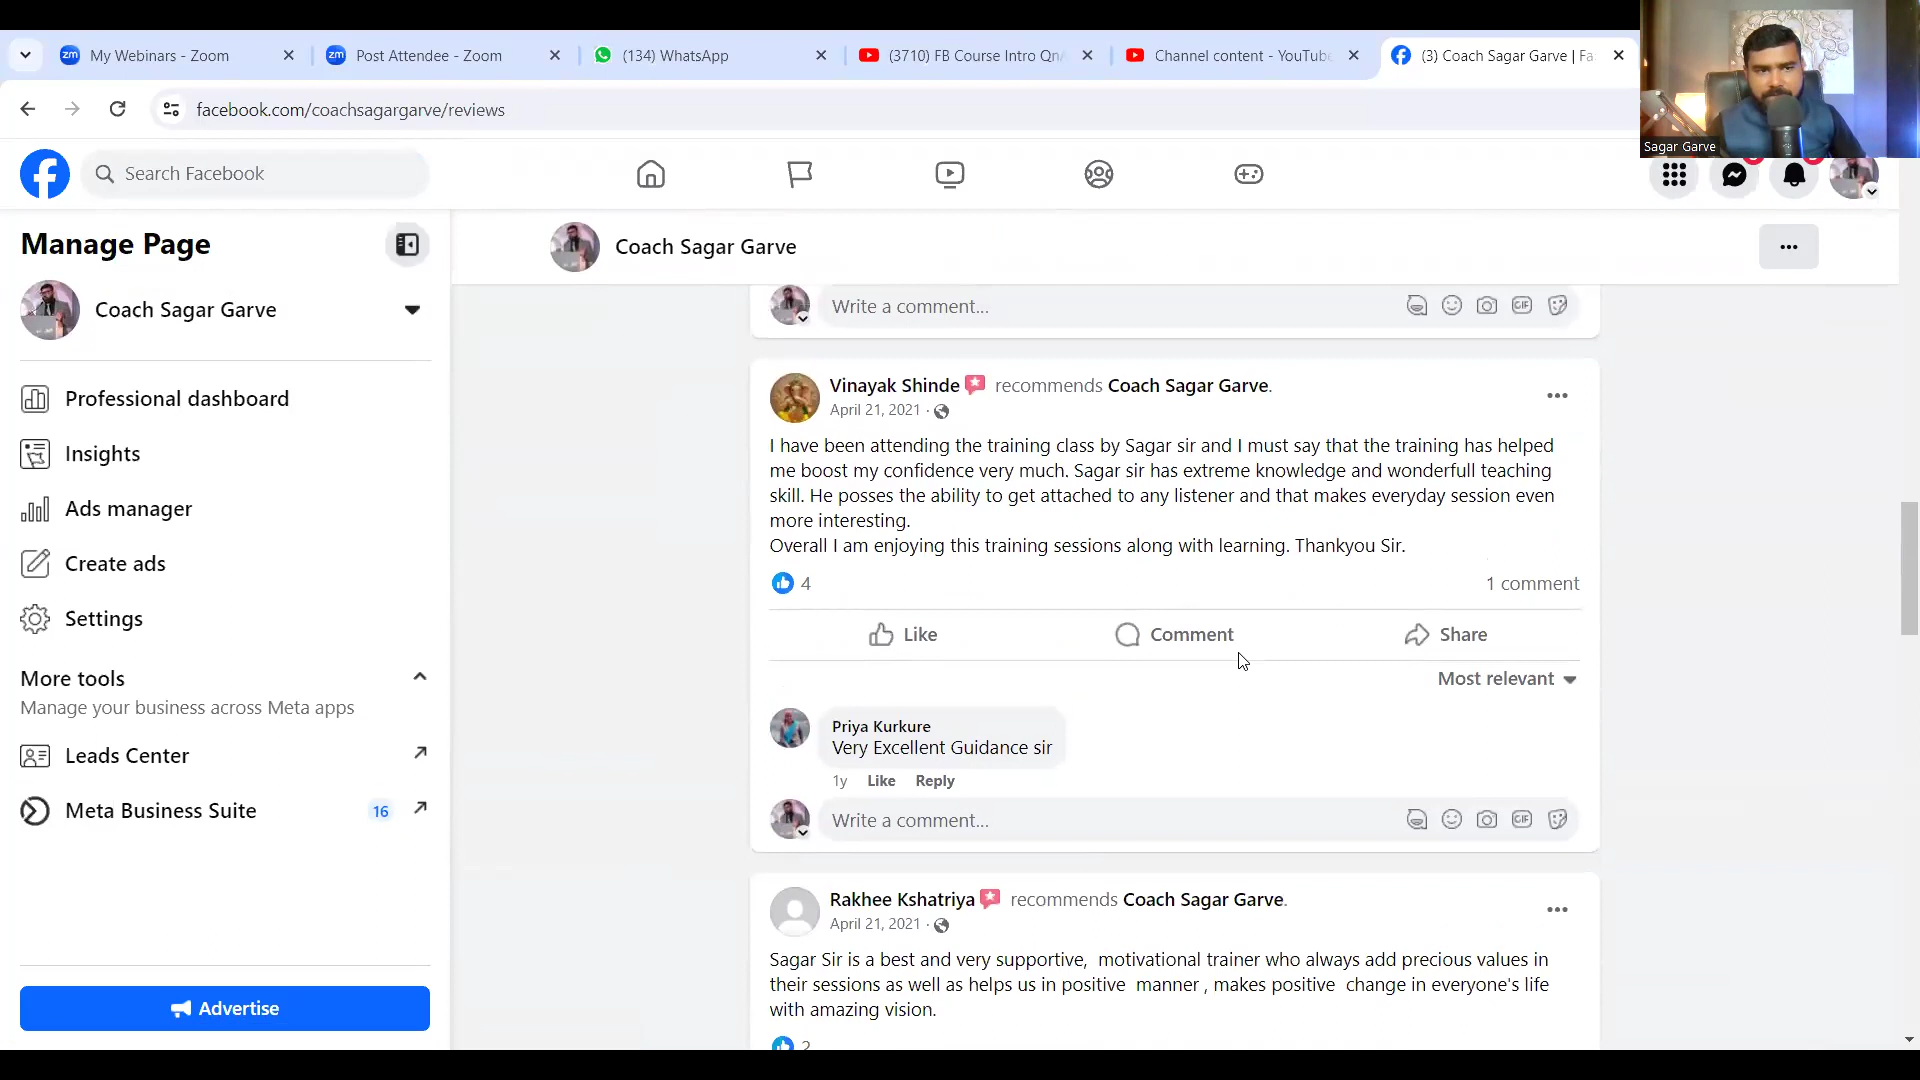 My Webinars - Zoom
Post Attendee - Zoom
(134) WhatsApp
(3710) FB Course Intro Qn
Channel content - YouTube
(3) Coach Sagar Garve | Fa
facebook.com/coachsagargarve/reviews
Sagar Garve
Search Facebook
Manage Page
Coach Sagar Garve
Professional dashboard
Insights
Ads manager
Create ads
Settings
More tools
Manage your business across Meta apps
Leads Center
Meta Business Suite 16
Advertise
Coach Sagar Garve
Write a comment...
GIF
Vinayak Shinde recommends Coach Sagar Garve.
April 21, 2021 ·
I have been attending the training class by Sagar sir and I must say that the training has helped
me boost my confidence very much. Sagar sir has extreme knowledge and wonderfull teaching
skill. He posses the ability to get attached to any listener and that makes everyday session even
more interesting.
Overall I am enjoying this training sessions along with learning. Thankyou Sir.
4
1 comment
Like Comment Share
Most relevant
Priya Kurkure
Very Excellent Guidance sir
1y Like Reply
Write a comment...
GIF
Rakhee Kshatriya recommends Coach Sagar Garve.
April 21, 2021 ·
Sagar Sir is a best and very supportive, motivational trainer who always add precious values in
their sessions as well as helps us in positive manner , makes positive change in everyone's life
with amazing vision.
2